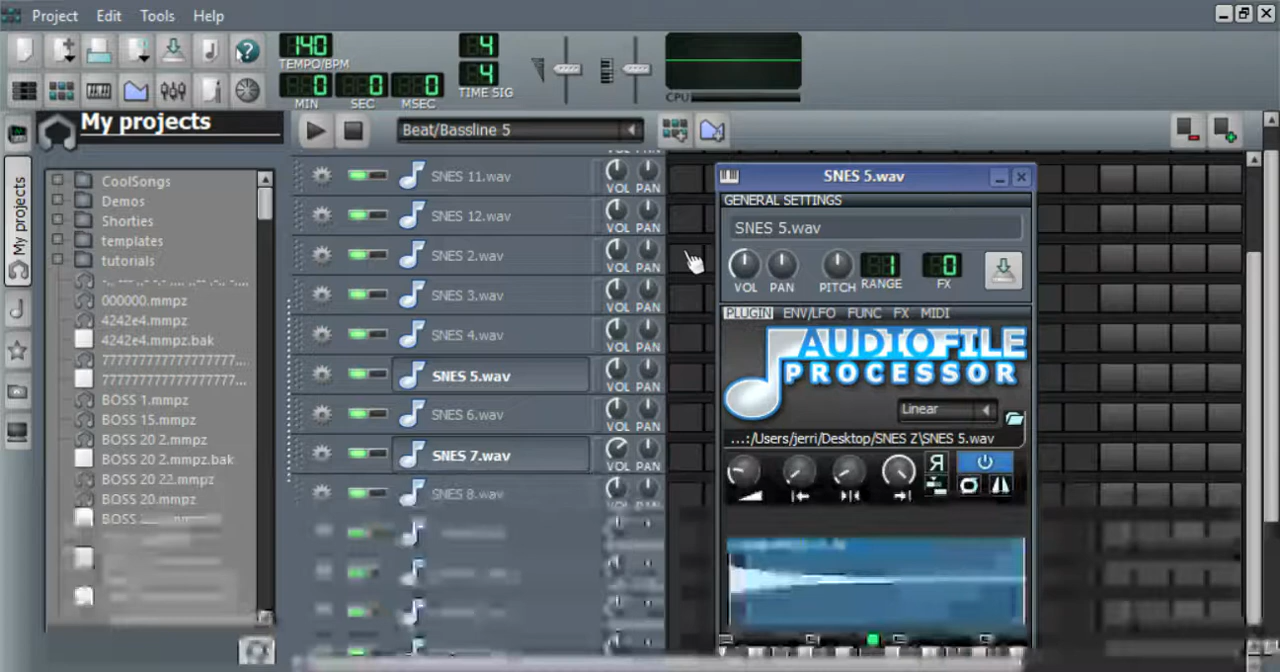 Project Edit Tools Help
140
TEMPO/BPM
0 0 0
MIN SEC MSEC
4
4
TIME SIG
CPU
My projects
My projects
CoolSongs
Demos
Shorties
templates
tutorials
000000.mmpz
4242e4.mmpz
4242e4.mmpz.bak
77777777777777777...
77777777777777777...
BOSS 1.mmpz
BOSS 15.mmpz
BOSS 20 2.mmpz
BOSS 20 2.mmpz.bak
BOSS 20 22.mmpz
BOSS 20.mmpz
BOSS
Beat/Bassline 5
VOL PAN
SNES 11.wav
VOL PAN
SNES 12.wav
VOL PAN
SNES 2.wav
VOL PAN
SNES 3.wav
VOL PAN
SNES 4.wav
VOL PAN
SNES 5.wav
VOL PAN
SNES 6.wav
VOL PAN
SNES 7.wav
VOL PAN
SNES 8.wav
SNES 5.wav
GENERAL SETTINGS
SNES 5.wav
1 0
VOL PAN PITCH RANGE FX
PLUGIN ENV/LFO FUNC FX MIDI
AUDIO FILE
PROCESSOR
Linear
...:/Users/jerri/Desktop/SNES Z\SNES 5.wav